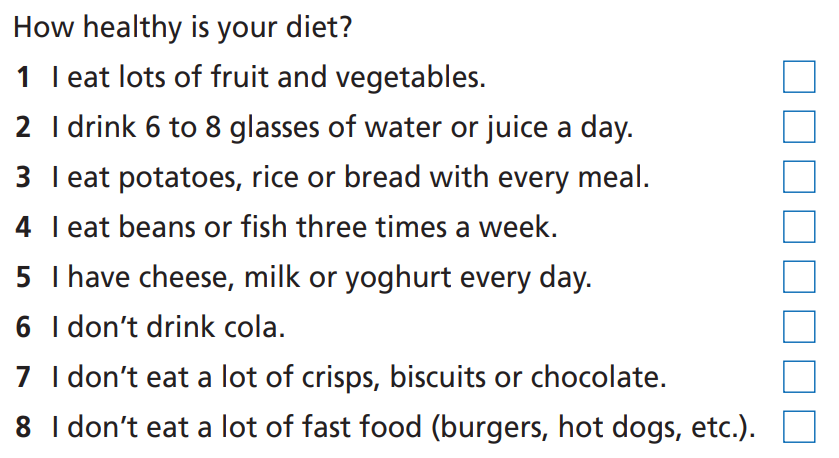 How healthy is your diet?
1 I eat lots of fruit and vegetables.
2 I drink 6 to 8 glasses of water or juice a day.
3 I eat potatoes, rice or bread with every meal.
4 I eat beans or fish three times a week.
5 I have cheese, milk or yoghurt every day.
6 I don't drink cola.
7 I don't eat a lot of crisps, biscuits or chocolate.
8 I don't eat a lot of fast food (burgers, hot dogs, etc.).